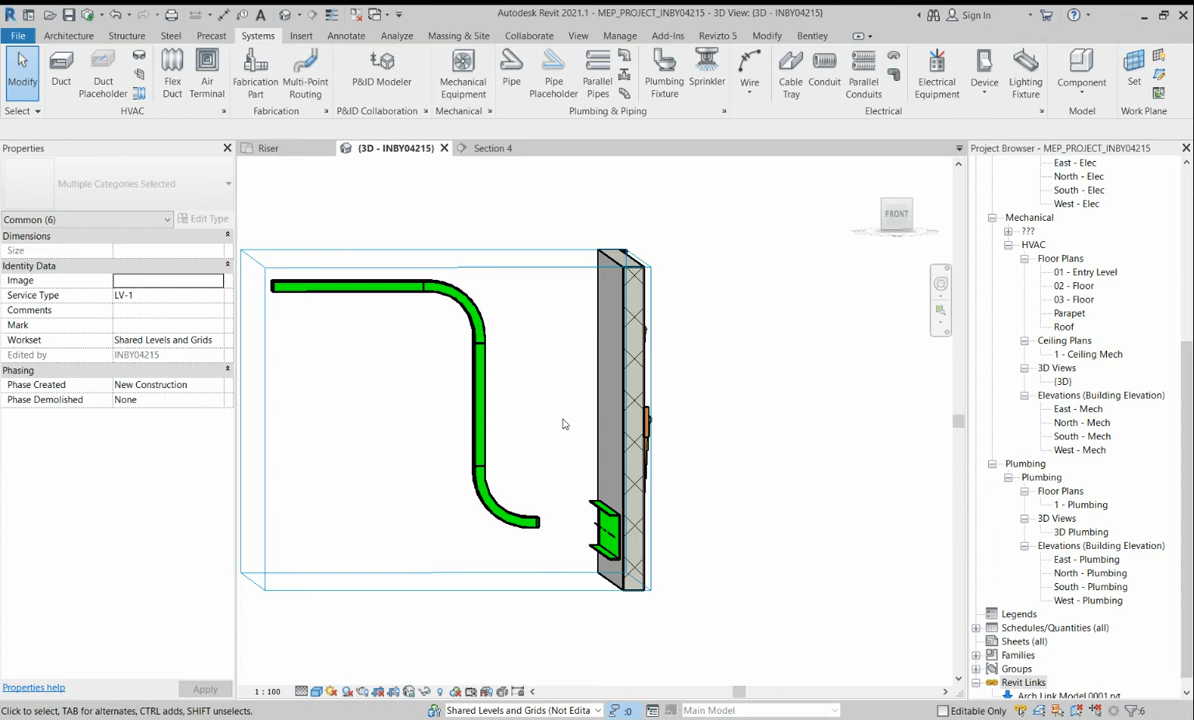 Autodesk Revit 2021.1 - MEP_PROJECT_INBY04215 - 3D View: {3D - INBY04215}
Sign In
File
Architecture
Structure
Steel
Precast
Systems
Insert
Annotate
Analyze
Massing & Site
Collaborate
View
Manage
Add-Ins
Revizto 5
Modify
Bentley
Modify
Duct
Duct
Placeholder
Flex
Duct
Air
Terminal
Fabrication
Part
Multi-Point
Routing
P&ID Modeler
Mechanical
Equipment
Pipe
Pipe
Placeholder
Parallel
Pipes
Plumbing
Fixture
Sprinkler
Wire
Cable
Tray
Conduit
Parallel
Conduits
Electrical
Equipment
Device
Lighting
Fixture
Component
Set
Select
HVAC
Fabrication
P&ID Collaboration
Mechanical
Plumbing & Piping
Electrical
Model
Work Plane
Properties
Multiple Categories Selected
Common (6)
Edit Type
Dimensions
Size
Identity Data
Image
Service Type LV-1
Comments
Mark
Workset Shared Levels and Grids
Edited by INBY04215
Phasing
Phase Created New Construction
Phase Demolished None
Properties help
Apply
Riser
{3D - INBY04215}
Section 4
FRONT
1 : 100
Project Browser - MEP_PROJECT_INBY04215
East - Elec
North - Elec
South - Elec
West - Elec
Mechanical
???
HVAC
Floor Plans
01 - Entry Level
02 - Floor
03 - Floor
Parapet
Roof
Ceiling Plans
1 - Ceiling Mech
3D Views
{3D}
Elevations (Building Elevation)
East - Mech
North - Mech
South - Mech
West - Mech
Plumbing
Plumbing
Floor Plans
1 - Plumbing
3D Views
3D Plumbing
Elevations (Building Elevation)
East - Plumbing
North - Plumbing
South - Plumbing
West - Plumbing
Legends
Schedules/Quantities (all)
Sheets (all)
Families
Groups
Revit Links
Arch Link Model 0001.rvt
Click to select, TAB for alternates, CTRL adds, SHIFT unselects.
Shared Levels and Grids (Not Edita
:0
Main Model
Editable Only
:6